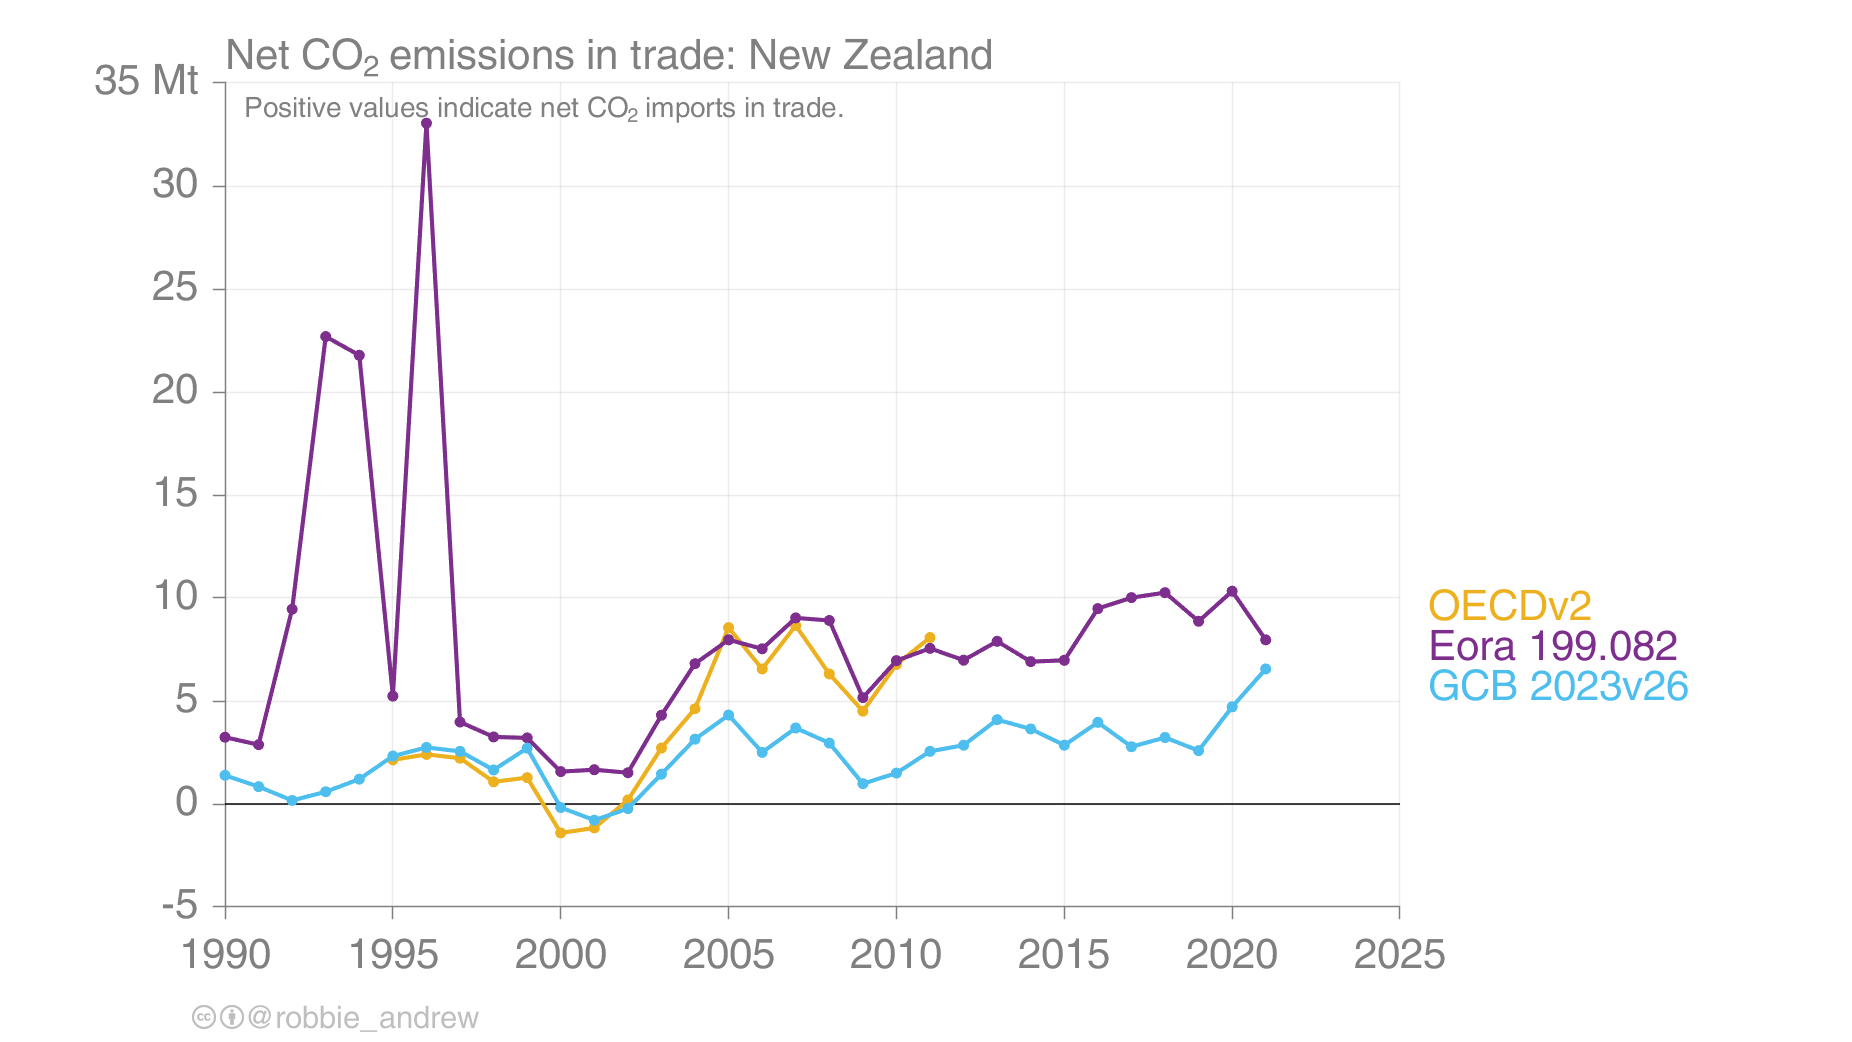 Net CO₂ emissions in trade: New Zealand
35 Mt
Positive values indicate net CO₂ imports in trade.
30
25
20
15
10
5
0
-5
OECDv2
Eora 199.082
GCB 2023v26
1990 1995 2000 2005 2010 2015 2020 2025
cc @robbie_andrew